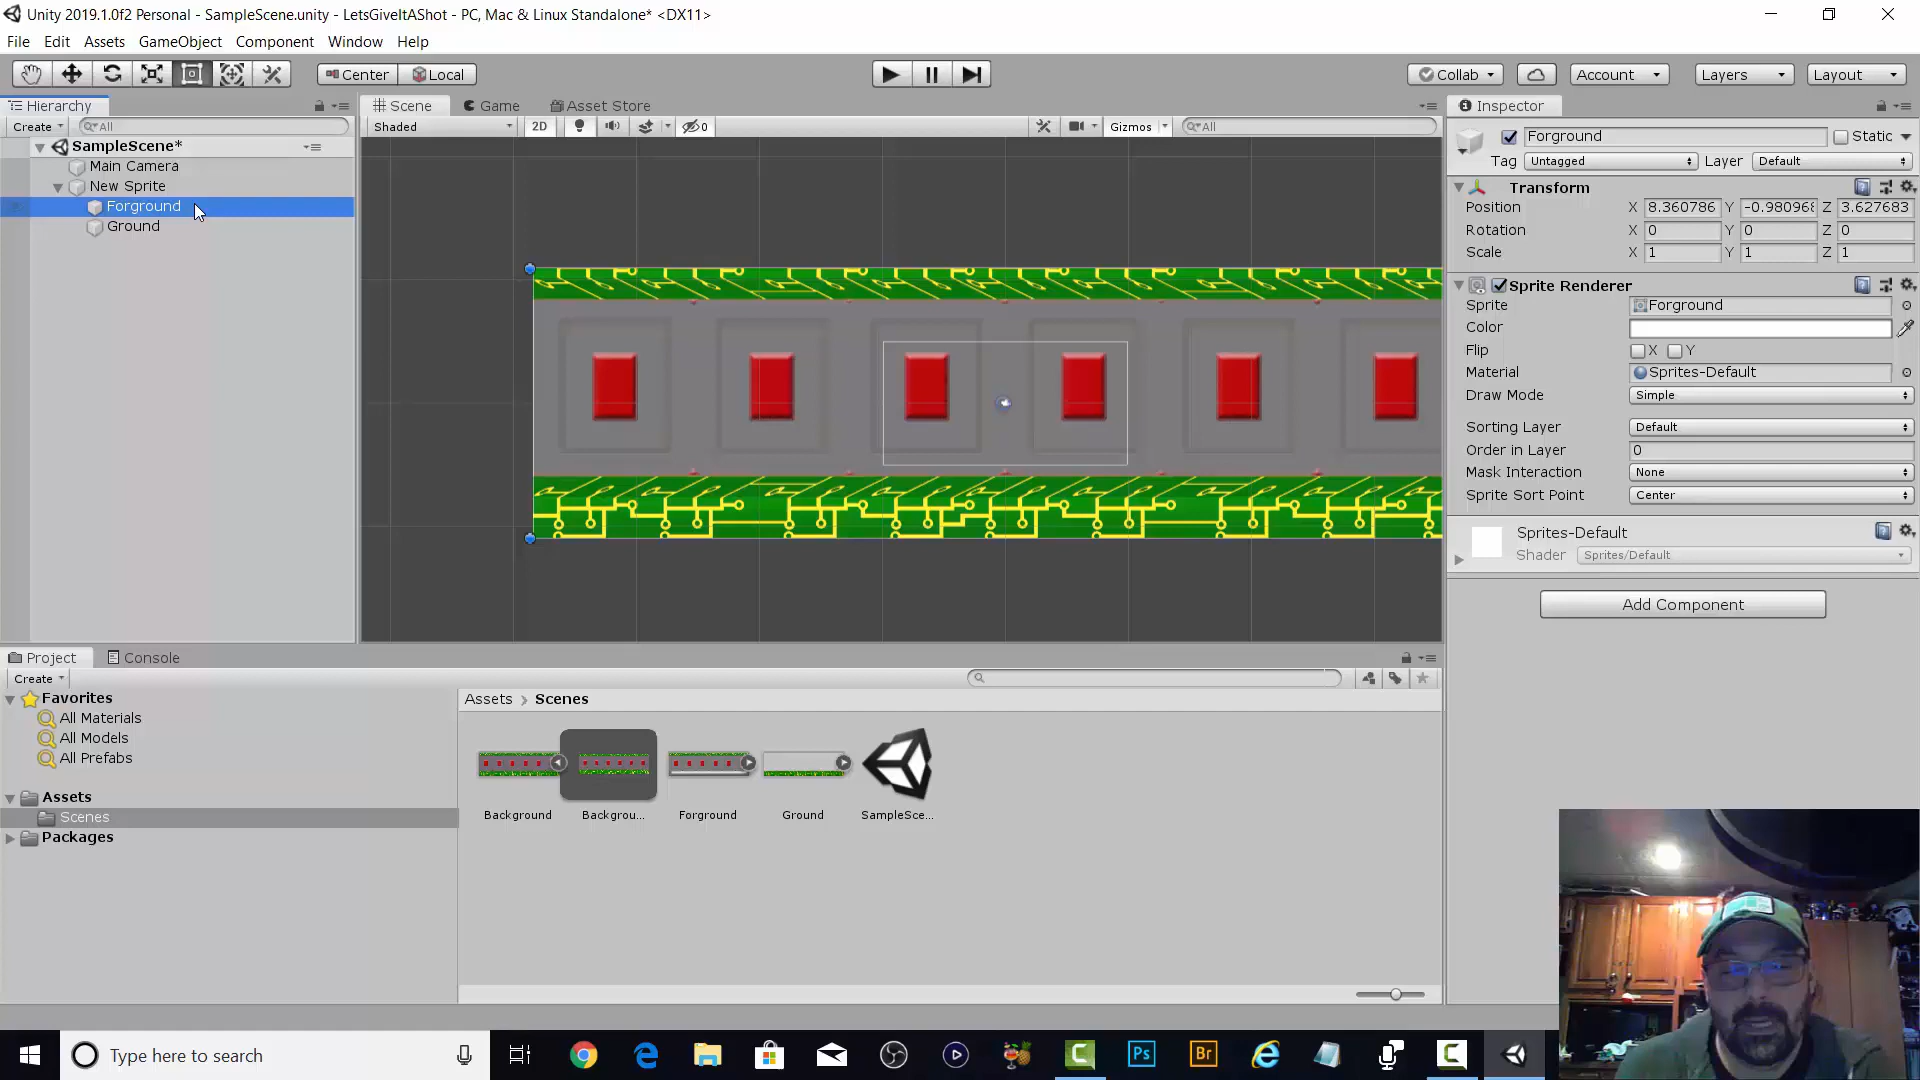 Unity 2019.1.0f2 Personal - SampleScene.unity - LetsGiveItAShot - PC, Mac & Linux Standalone* <DX11>
File Edit Assets GameObject Component Window Help
Center Local Collab Account Layers Layout
Hierarchy
Create All
SampleScene*
Main Camera
New Sprite
Forground
Ground
Scene Game Asset Store
Shaded 2D 0 Gizmos All
Inspector
Forground Static
Tag Untagged Layer Default
Transform
Position X 8.360786 Y -0.980968 Z 3.627683
Rotation X 0 Y 0 Z 0
Scale X 1 Y 1 Z 1
Sprite Renderer
Sprite Forground
Color
Flip X Y
Material Sprites-Default
Draw Mode Simple
Sorting Layer Default
Order in Layer 0
Mask Interaction None
Sprite Sort Point Center
Sprites-Default
Shader Sprites/Default
Add Component
Project Console
Create
Favorites
All Materials
All Models
All Prefabs
Assets
Scenes
Packages
Assets Scenes
Background Backgrou... Forground Ground SampleSce...
Type here to search
Ps Br